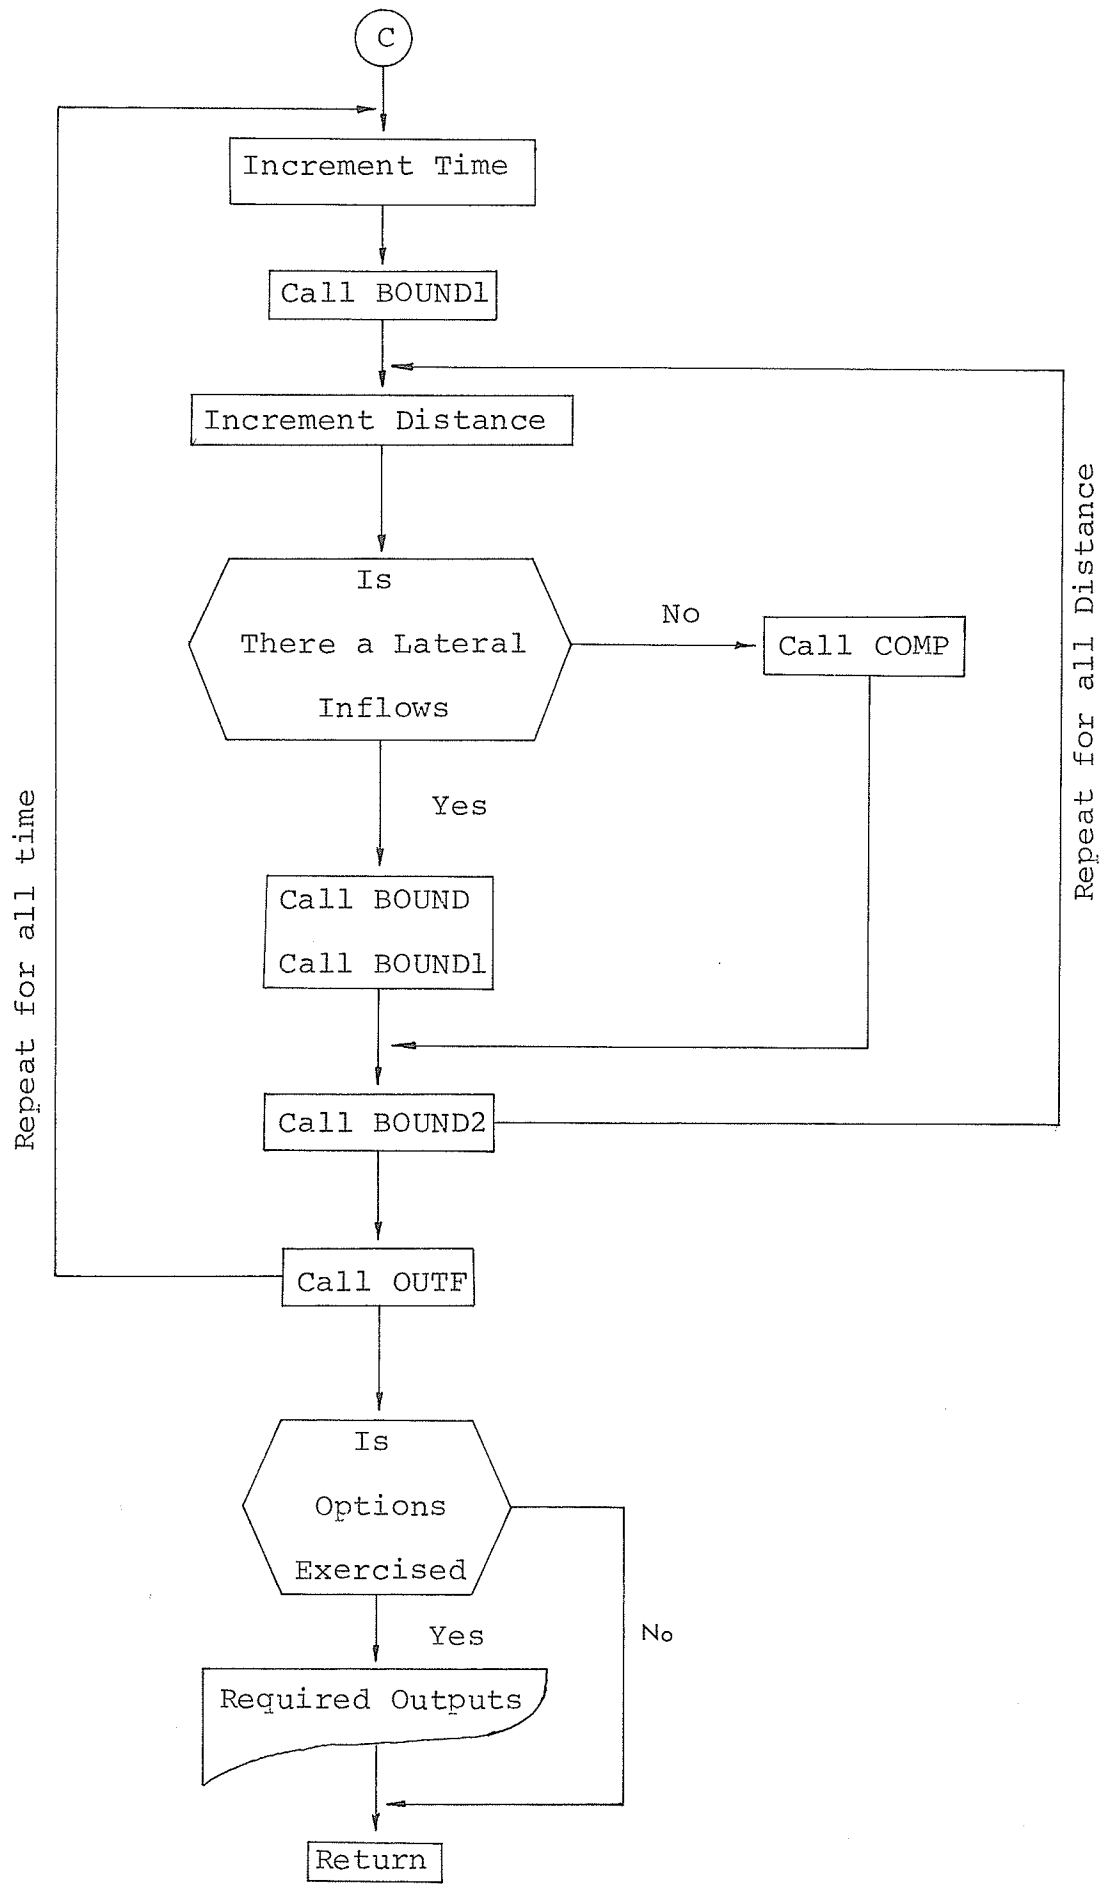 C
Increment Time
Call BOUND1
Increment Distance
Is
There a Lateral
Inflows
No
Call COMP
Yes
Call BOUND
Call BOUND1
Call BOUND2
Repeat for all Distance
Call OUTF
Repeat for all time
Is
Options
Exercised
Yes
No
Required Outputs
Return